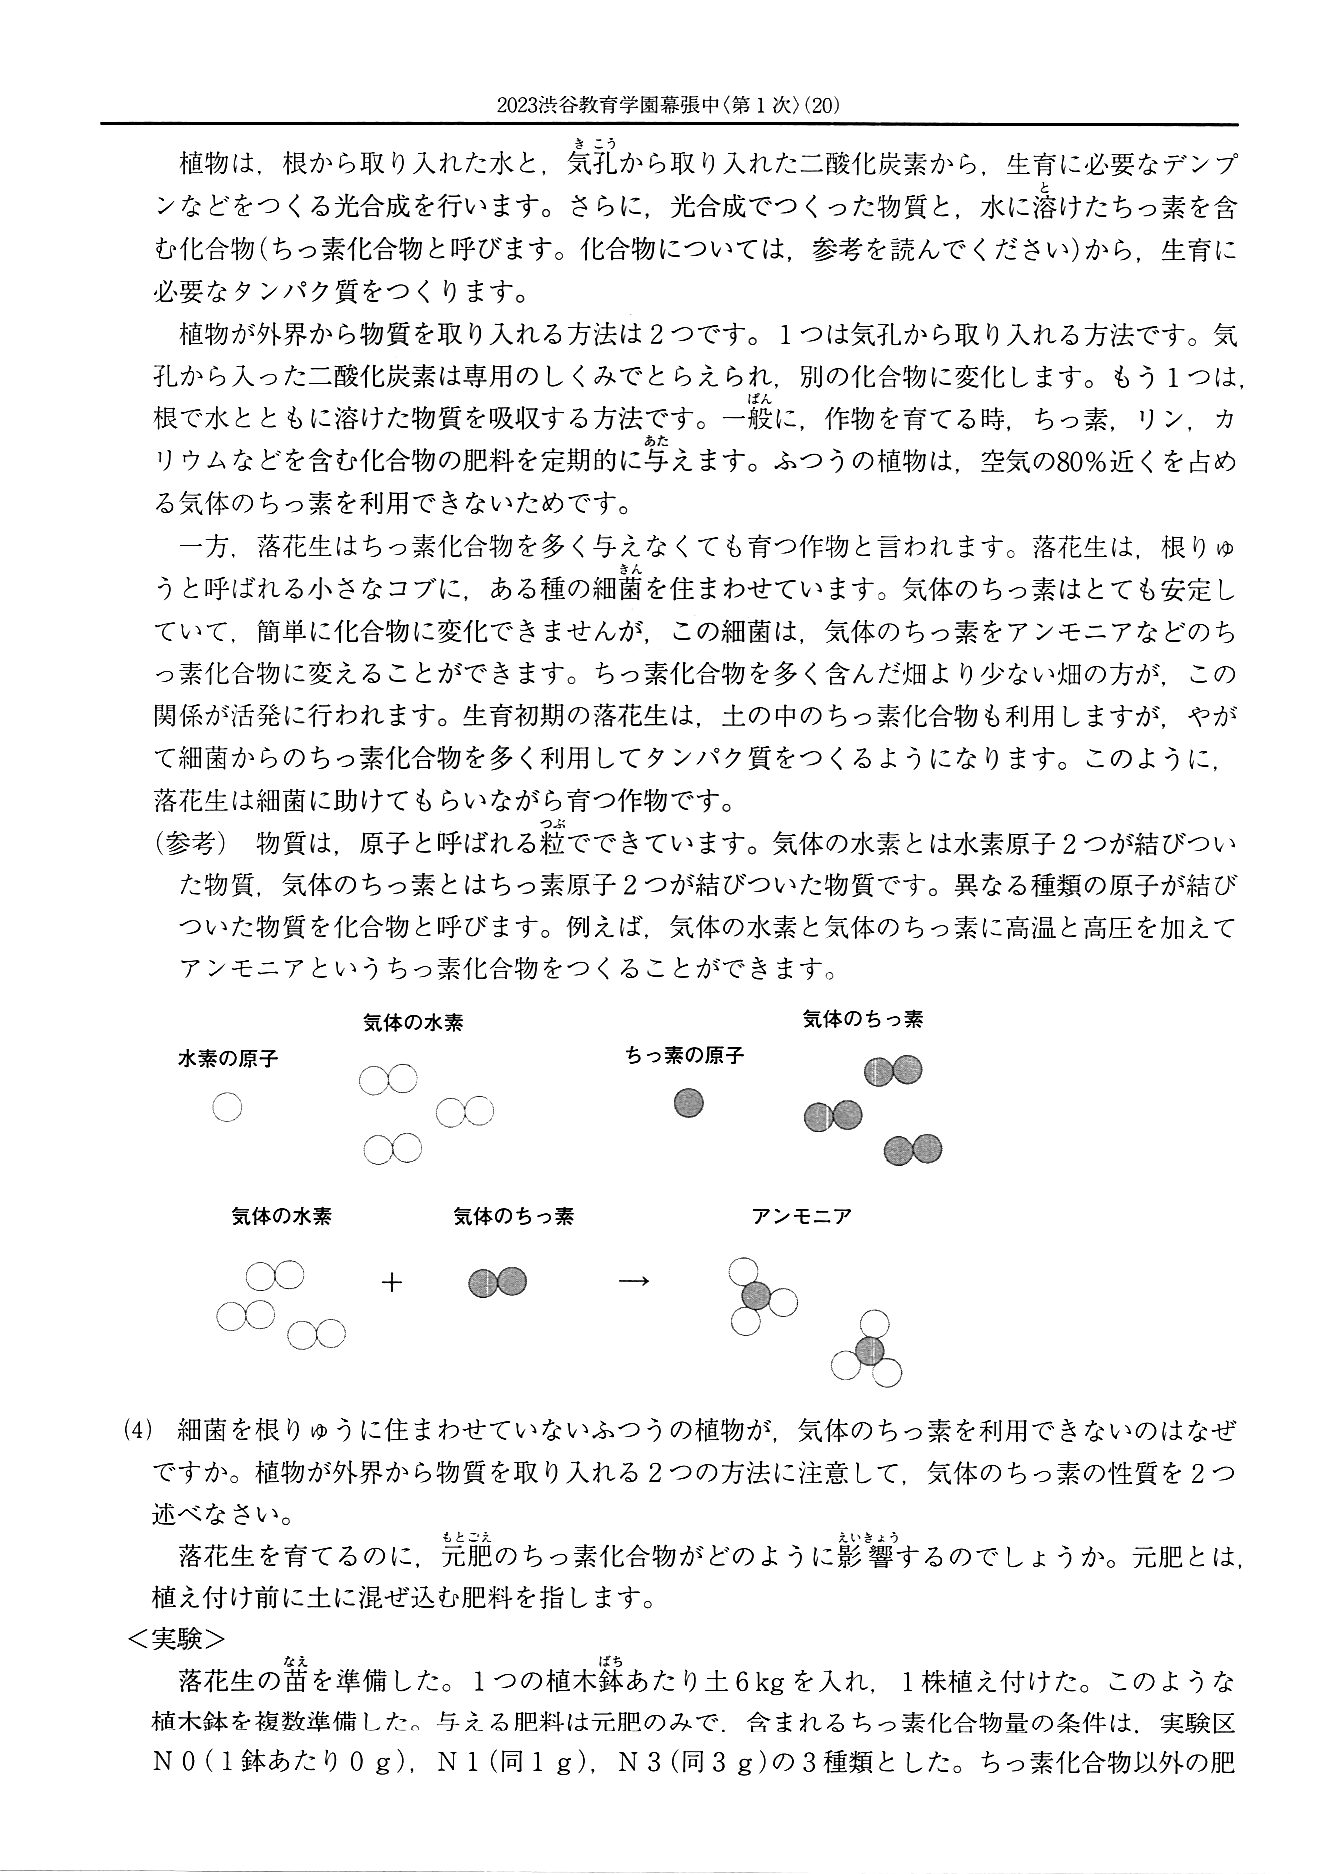 2023渋谷教育学園幕張中〈第1次〉(20)
植物は，根から取り入れた水と，気孔から取り入れた二酸化炭素から，生育に必要なデンプ
ンなどをつくる光合成を行います。さらに，光合成でつくった物質と，水に溶けたちっ素を含
む化合物(ちっ素化合物と呼びます。化合物については，参考を読んでください)から，生育に
必要なタンパク質をつくります。
植物が外界から物質を取り入れる方法は2つです。1つは気孔から取り入れる方法です。気
孔から入った二酸化炭素は専用のしくみでとらえられ，別の化合物に変化します。もう1つは，
根で水とともに溶けた物質を吸収する方法です。一般に，作物を育てる時，ちっ素，リン，カ
リウムなどを含む化合物の肥料を定期的に与えます。ふつうの植物は，空気の80%近くを占め
る気体のちっ素を利用できないためです。
一方，落花生はちっ素化合物を多く与えなくても育つ作物と言われます。落花生は，根りゅ
うと呼ばれる小さなコブに，ある種の細菌を住まわせています。気体のちっ素はとても安定し
ていて，簡単に化合物に変化できませんが，この細菌は，気体のちっ素をアンモニアなどのち
っ素化合物に変えることができます。ちっ素化合物を多く含んだ畑より少ない畑の方が，この
関係が活発に行われます。生育初期の落花生は，土の中のちっ素化合物も利用しますが，やが
て細菌からのちっ素化合物を多く利用してタンパク質をつくるようになります。このように，
落花生は細菌に助けてもらいながら育つ作物です。
(参考)　物質は，原子と呼ばれる粒でできています。気体の水素とは水素原子2つが結びつい
た物質，気体のちっ素とはちっ素原子2つが結びついた物質です。異なる種類の原子が結び
ついた物質を化合物と呼びます。例えば，気体の水素と気体のちっ素に高温と高圧を加えて
アンモニアというちっ素化合物をつくることができます。
気体の水素
気体のちっ素
水素の原子
ちっ素の原子
気体の水素
気体のちっ素
アンモニア
＋
→
(4)　細菌を根りゅうに住まわせていないふつうの植物が，気体のちっ素を利用できないのはなぜ
ですか。植物が外界から物質を取り入れる2つの方法に注意して，気体のちっ素の性質を2つ
述べなさい。
落花生を育てるのに，元肥のちっ素化合物がどのように影響するのでしょうか。元肥とは，
植え付け前に土に混ぜ込む肥料を指します。
＜実験＞
落花生の苗を準備した。1つの植木鉢あたり土6kgを入れ，1株植え付けた。このような
植木鉢を複数準備した。与える肥料は元肥のみで，含まれるちっ素化合物量の条件は，実験区
N0(1鉢あたり0g)，N1(同1g)，N3(同3g)の3種類とした。ちっ素化合物以外の肥